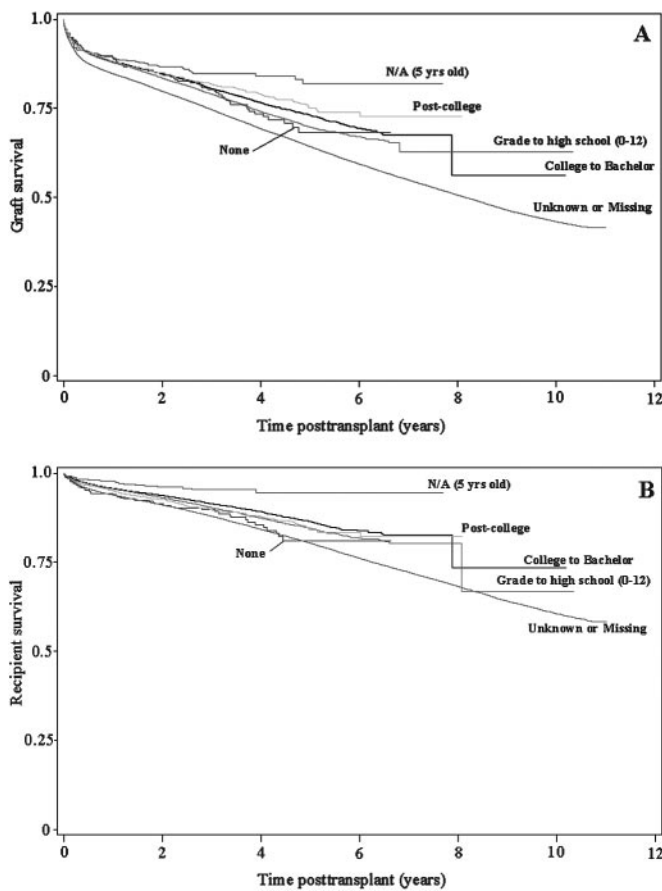 A
1.0
0.75
0.5
0.25
0
Graft survival
N/A (5 yrs old)
Post-college
Grade to high school (0-12)
None
College to Bachelor
Unknown or Missing
0 2 4 6 8 10 12
Time posttransplant (years)
B
1.0
0.75
0.5
0.25
0
Recipient survival
N/A (5 yrs old)
Post-college
None
College to Bachelor
Grade to high school (0-12)
Unknown or Missing
0 2 4 6 8 10 12
Time posttransplant (years)